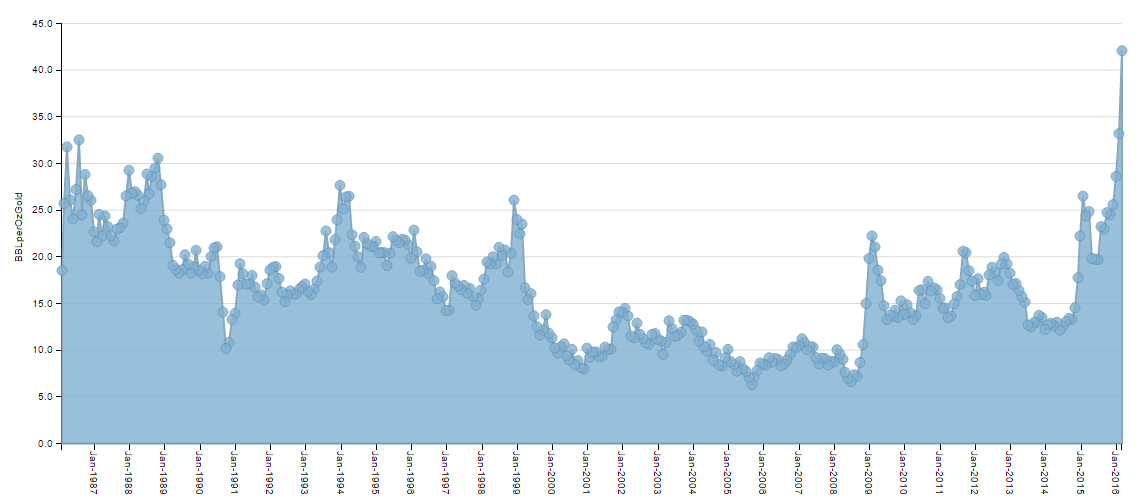 45.0
40.0
35.0
30.0
25.0
20.0
15.0
10.0
5.0
0.0
BBLperOzGold
Jan-1987
Jan-1988
Jan-1989
Jan-1990
Jan-1991
Jan-1992
Jan-1993
Jan-1994
Jan-1995
Jan-1996
Jan-1997
Jan-1998
Jan-1999
Jan-2000
Jan-2001
Jan-2002
Jan-2003
Jan-2004
Jan-2005
Jan-2006
Jan-2007
Jan-2008
Jan-2009
Jan-2010
Jan-2011
Jan-2012
Jan-2013
Jan-2014
Jan-2015
Jan-2016